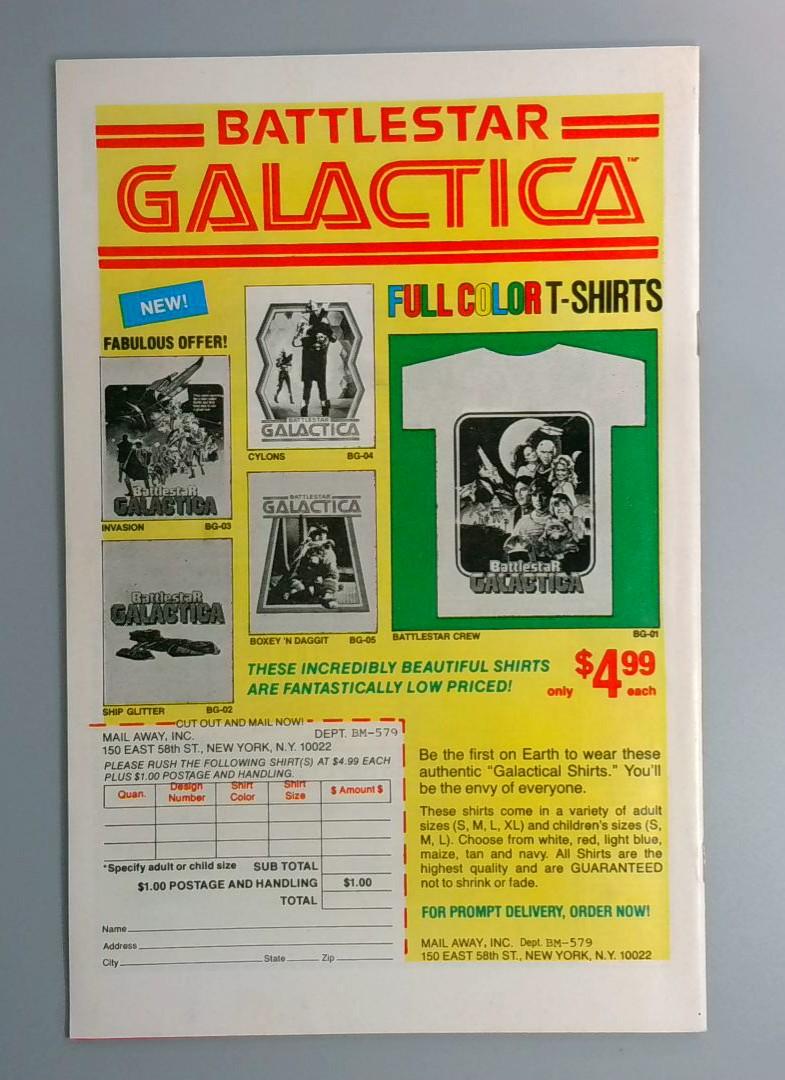 BATTLESTAR
GALACTICA™
NEW!
FABULOUS OFFER!
FULL COLOR T-SHIRTS
BattlestaR
GALACTICA
INVASION BG-03
BATTLESTAR
GALACTICA
CYLONS BG-04
BattlestaR
GALACTICA
SHIP GLITTER BG-02
BATTLESTAR
GALACTICA
BOXEY 'N DAGGIT BG-05
BattlestaR
GALACTICA
BATTLESTAR CREW BG-01
THESE INCREDIBLY BEAUTIFUL SHIRTS
ARE FANTASTICALLY LOW PRICED!
only $4.99 each
CUT OUT AND MAIL NOW!
MAIL AWAY, INC. DEPT. BM-579
150 EAST 58th ST., NEW YORK, N.Y. 10022
PLEASE RUSH THE FOLLOWING SHIRT(S) AT $4.99 EACH
PLUS $1.00 POSTAGE AND HANDLING.
Quan. Design Number Shirt Color Shirt Size $ Amount $
*Specify adult or child size SUB TOTAL
$1.00 POSTAGE AND HANDLING $1.00
TOTAL
Name
Address
City State Zip
Be the first on Earth to wear these
authentic "Galactical Shirts." You'll
be the envy of everyone.
These shirts come in a variety of adult
sizes (S, M, L, XL) and children's sizes (S,
M, L). Choose from white, red, light blue,
maize, tan and navy. All Shirts are the
highest quality and are GUARANTEED
not to shrink or fade.
FOR PROMPT DELIVERY, ORDER NOW!
MAIL AWAY, INC. Dept. BM-579
150 EAST 58th ST., NEW YORK, N.Y. 10022